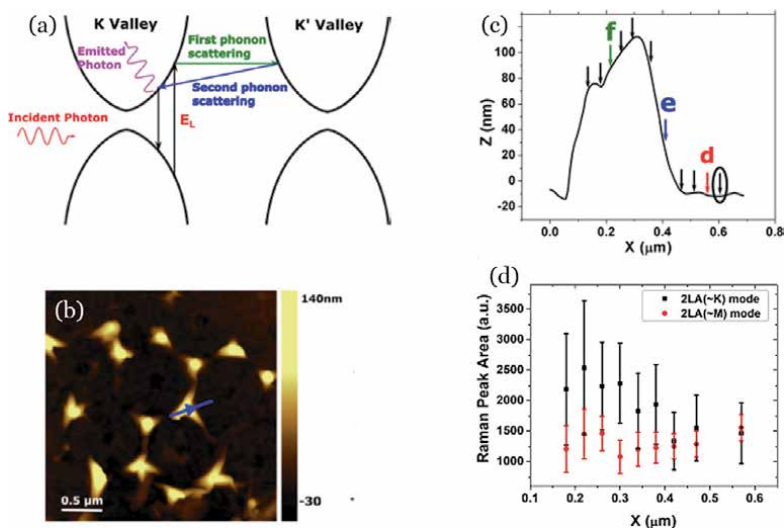 (a)
K Valley
K' Valley
Emitted
Photon
First phonon
scattering
Second phonon
scattering
Incident Photon
E_L
(b)
140nm
-30
0.5 μm
(c)
f
e
d
Z (nm)
120
100
80
60
40
20
0
-20
0.0
0.2
0.4
0.6
0.8
X (μm)
(d)
2LA(~K) mode
2LA(~M) mode
Raman Peak Area (a.u.)
3500
3000
2500
2000
1500
1000
0.1
0.2
0.3
0.4
0.5
0.6
X (μm)